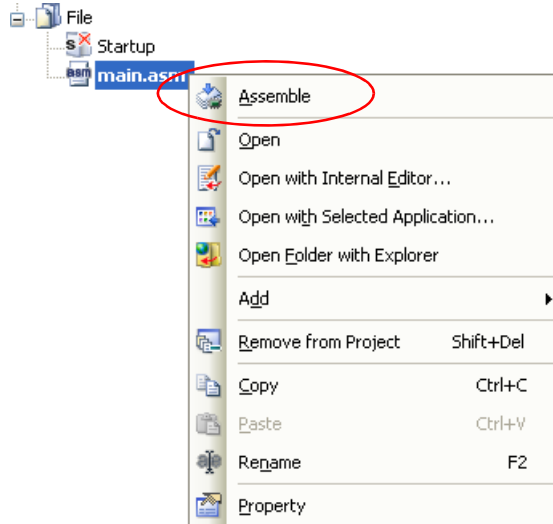 File
Startup
main.asm
Assemble
Open
Open with Internal Editor...
Open with Selected Application...
Open Folder with Explorer
Add
Remove from Project Shift+Del
Copy Ctrl+C
Paste Ctrl+V
Rename F2
Property